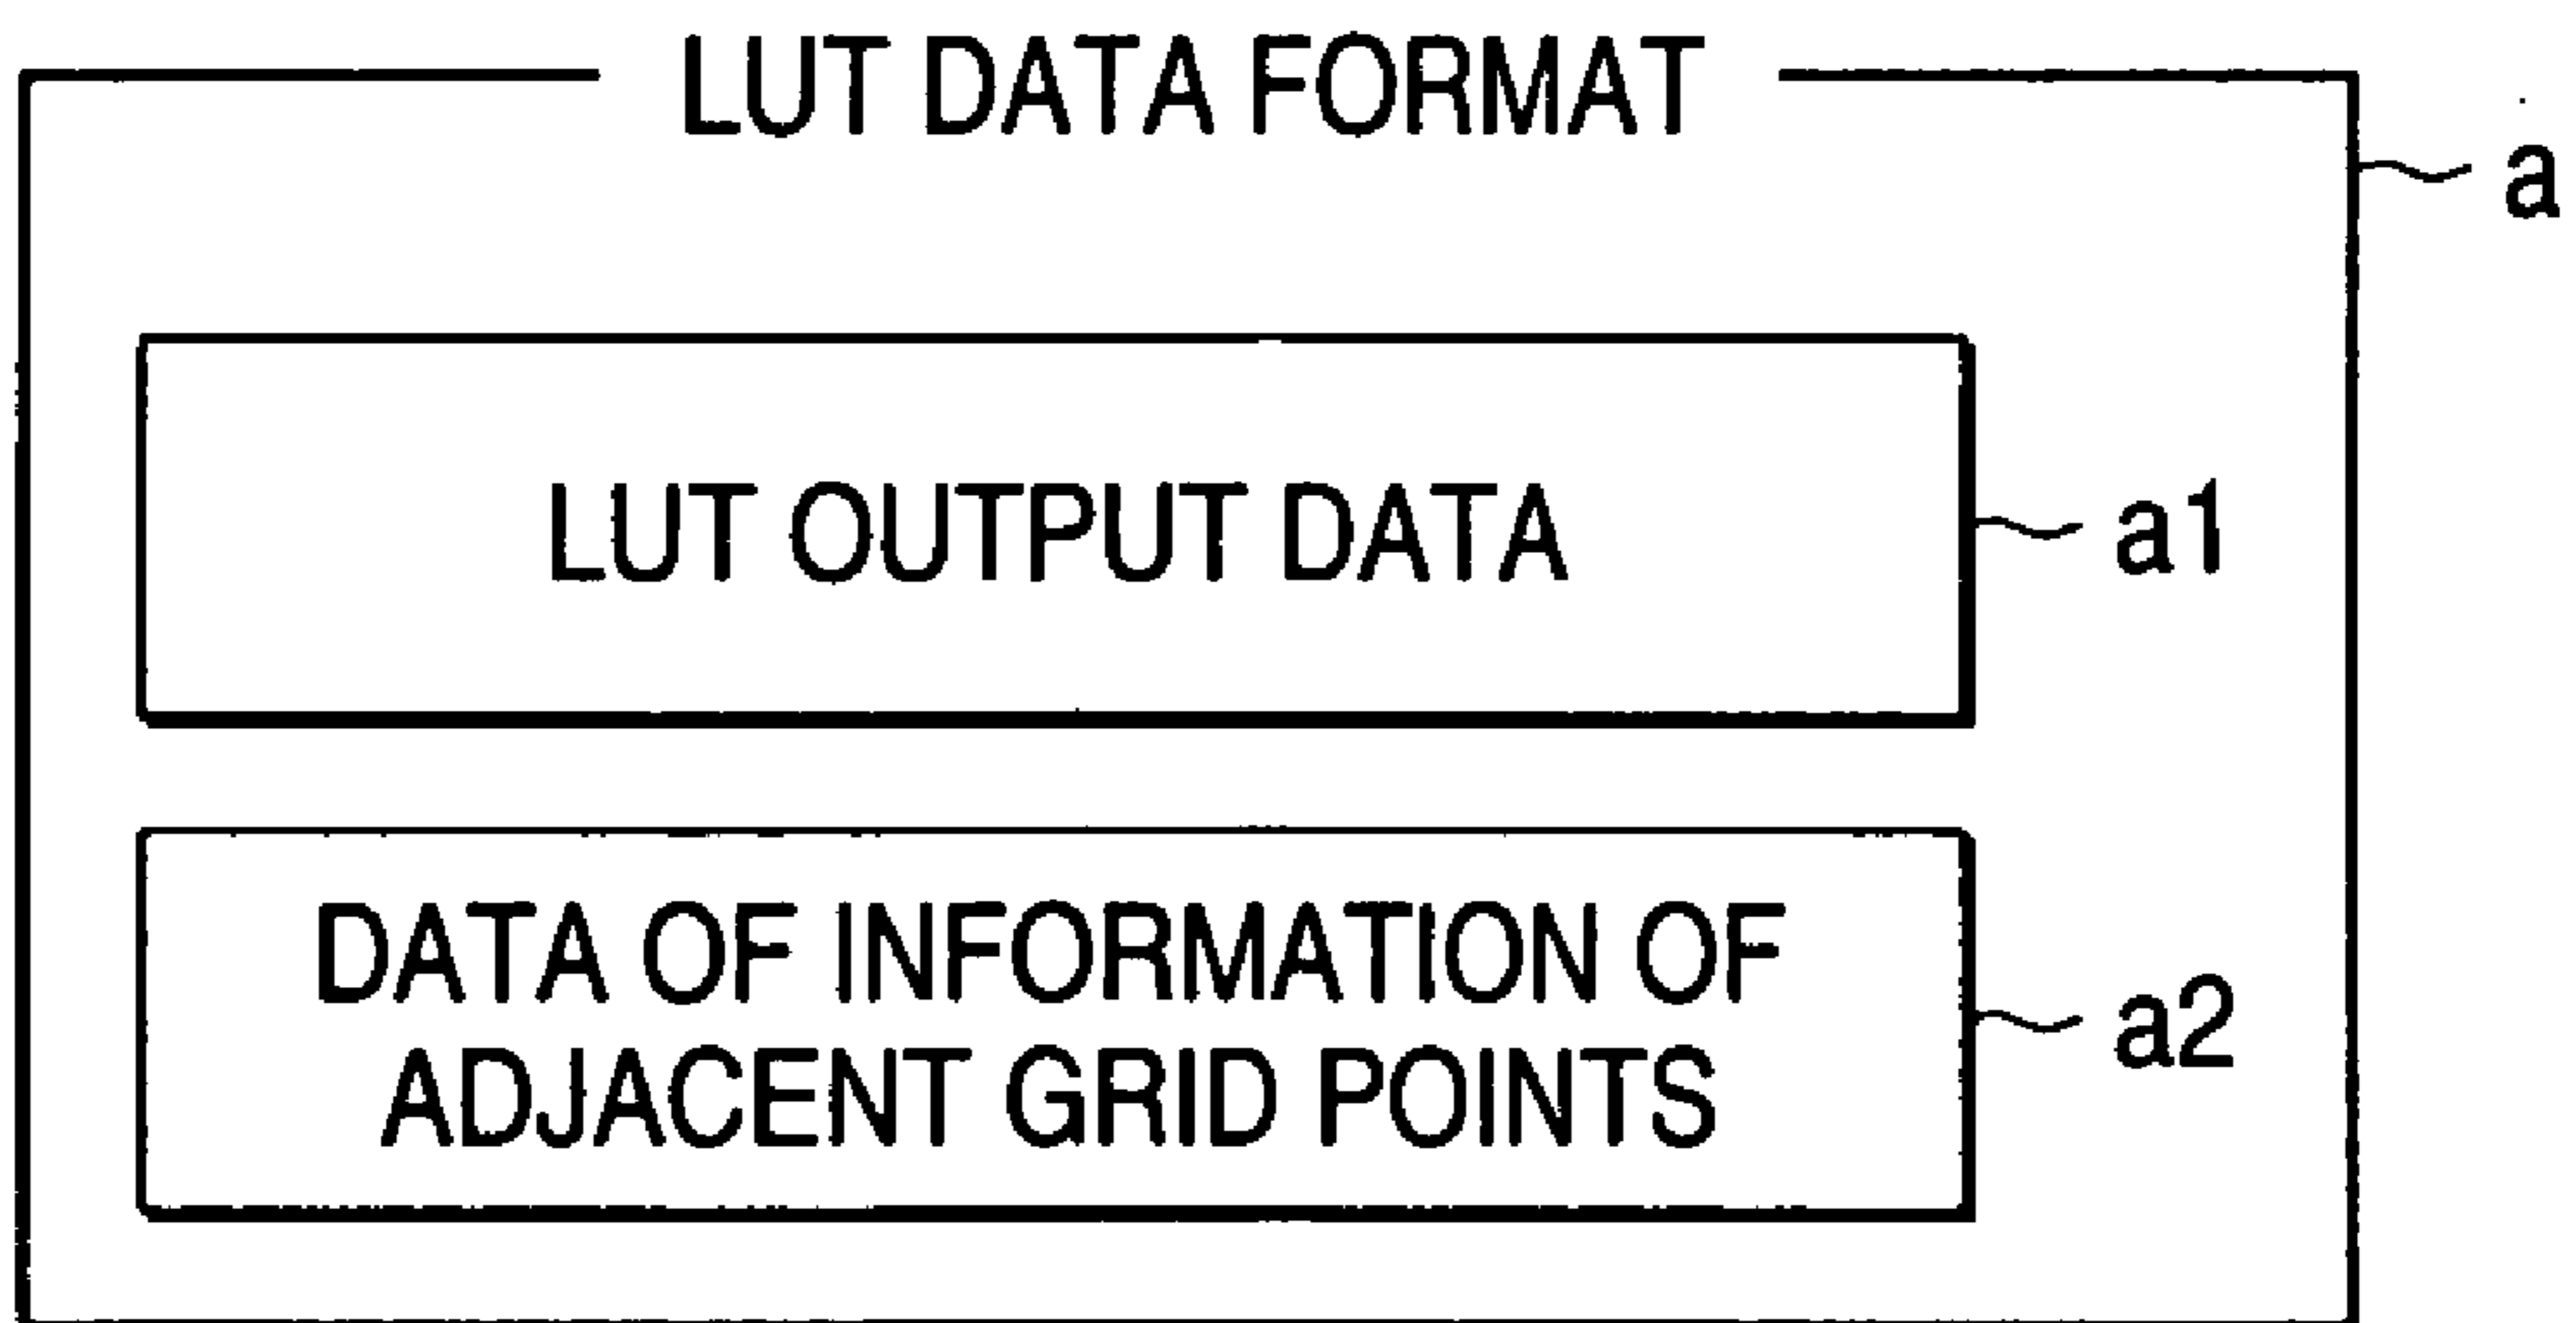 LUT DATA FORMAT
a
LUT OUTPUT DATA
a1
DATA OF INFORMATION OF
ADJACENT GRID POINTS
a2